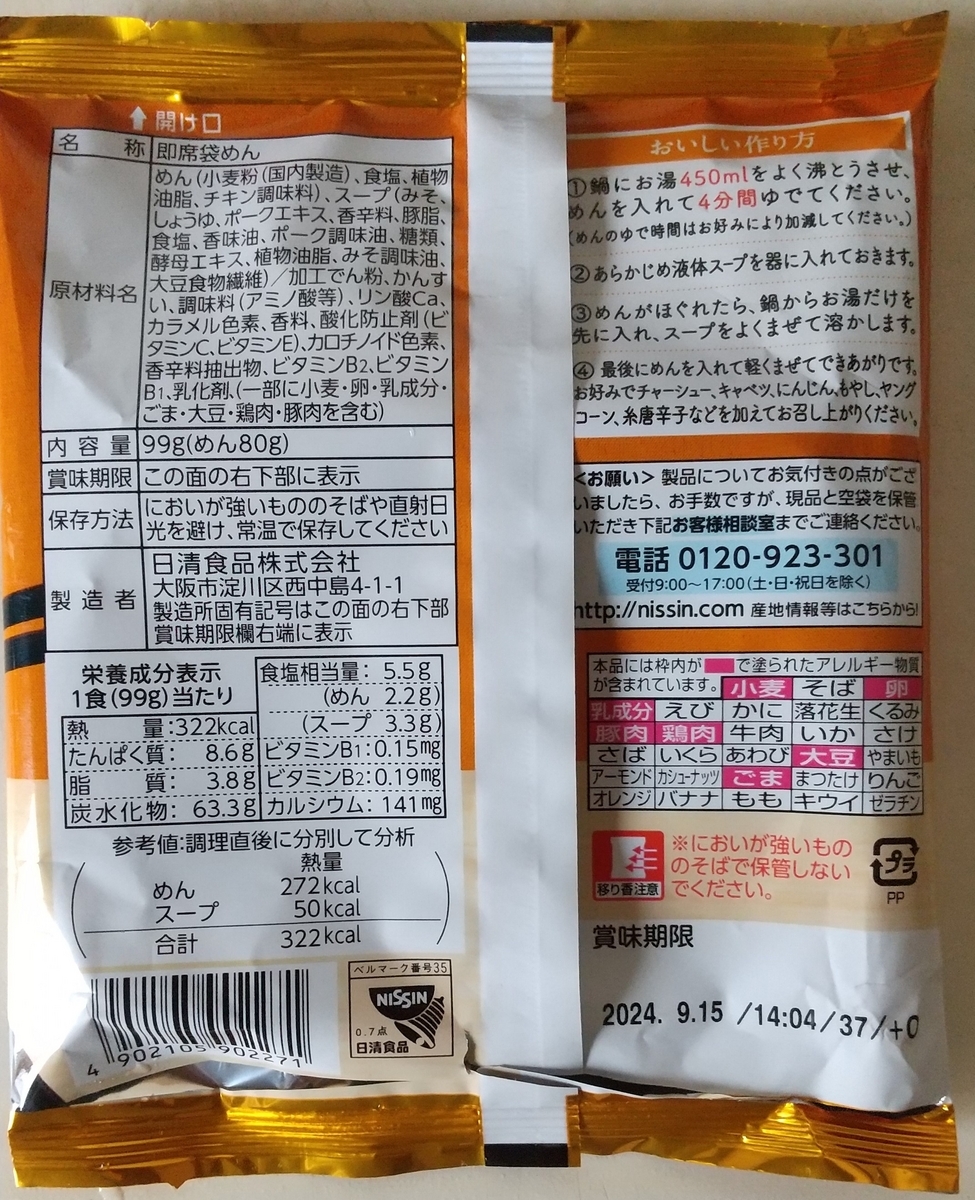 開け口
名称 即席袋めん
原材料名
めん(小麦粉(国内製造)、食塩、植物
油脂、チキン調味料)、スープ(みそ、
しょうゆ、ポークエキス、香辛料、豚脂、
食塩、香味油、ポーク調味油、糖類、
酵母エキス、植物油脂、みそ調味油、
大豆食物繊維)/加工でん粉、かんす
い、調味料(アミノ酸等)、リン酸Ca、
カラメル色素、香料、酸化防止剤(ビ
タミンC、ビタミンE)、カロチノイド色素、
香辛料抽出物、ビタミンB2、ビタミン
B1、乳化剤、(一部に小麦・卵・乳成分・
ごま・大豆・鶏肉・豚肉を含む)
内容量 99g(めん80g)
賞味期限 この面の右下部に表示
保存方法
においが強いもののそばや直射日
光を避け、常温で保存してください
製造者
日清食品株式会社
大阪市淀川区西中島4-1-1
製造所固有記号はこの面の右下部
賞味期限欄右端に表示
栄養成分表示
1食(99g)当たり
熱量:322kcal
たんぱく質: 8.6g
脂質: 3.8g
炭水化物: 63.3g
食塩相当量: 5.5g
(めん 2.2g)
(スープ 3.3g)
ビタミンB1:0.15mg
ビタミンB2:0.19mg
カルシウム: 141mg
参考値:調理直後に分別して分析
熱量
めん 272kcal
スープ 50kcal
合計 322kcal
4 902105 902271
ベルマーク番号35
NISSIN
0.7点
日清食品
おいしい作り方
①鍋にお湯450mlをよく沸とうさせ、
めんを入れて4分間ゆでてください。
(めんのゆで時間はお好みにより加減してください。)
②あらかじめ液体スープを器に入れておきます。
③めんがほぐれたら、鍋からお湯だけを
先に入れ、スープをよくまぜて溶かします。
④最後にめんを入れて軽くまぜてできあがりです。
お好みでチャーシュー、キャベツ、にんじん、もやし、ヤング
コーン、糸唐辛子などを加えてお召し上がりください。
<お願い> 製品についてお気付きの点がござ
いましたら、お手数ですが、現品と空袋を保管
いただき下記お客様相談室までご連絡ください。
電話 0120-923-301
受付9:00~17:00(土・日・祝日を除く)
http://nissin.com 産地情報等はこちらから!
本品には枠内が で塗られたアレルギー物質
が含まれています。 小麦 そば 卵
乳成分 えび かに 落花生 くるみ
豚肉 鶏肉 牛肉 いか さけ
さば いくら あわび 大豆 やまいも
アーモンド カシューナッツ ごま まつたけ りんご
オレンジ バナナ もも キウイ ゼラチン
移り香注意
※においが強いもの
のそばで保管しない
でください。
プラ
PP
賞味期限
2024. 9.15 /14:04/37/+0